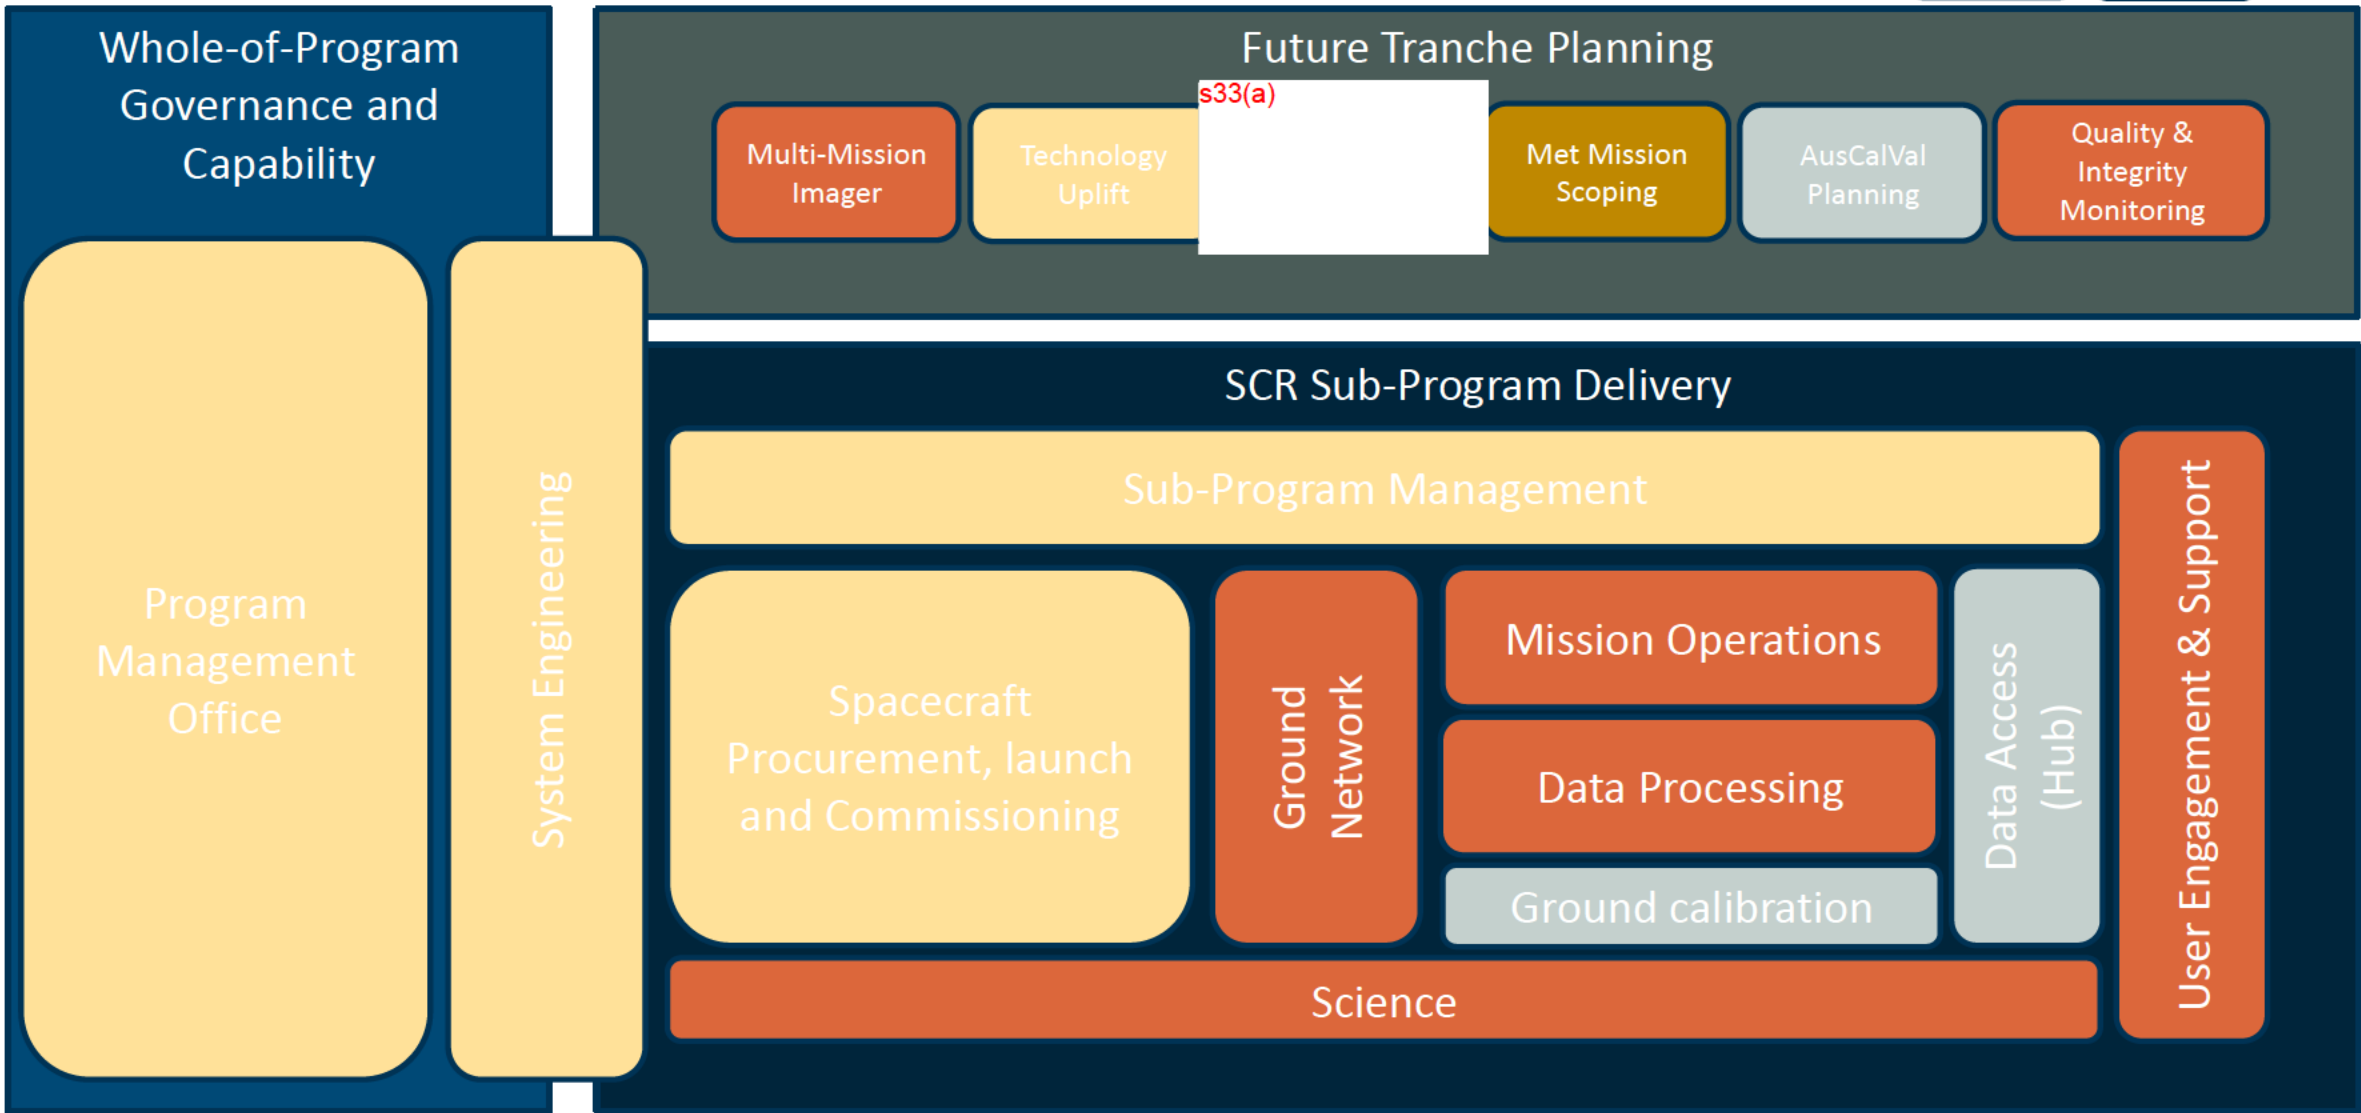 Whole-of-Program
Governance and
Capability
Program
Management
Office
System Engineering
Future Tranche Planning
Multi-Mission
Imager
Technology
Uplift
s33(a)
Met Mission
Scoping
AusCalVal
Planning
Quality &
Integrity
Monitoring
SCR Sub-Program Delivery
Sub-Program Management
Spacecraft
Procurement, launch
and Commissioning
Ground
Network
Mission Operations
Data Processing
Ground calibration
Data Access
(Hub)
Science
User Engagement & Support